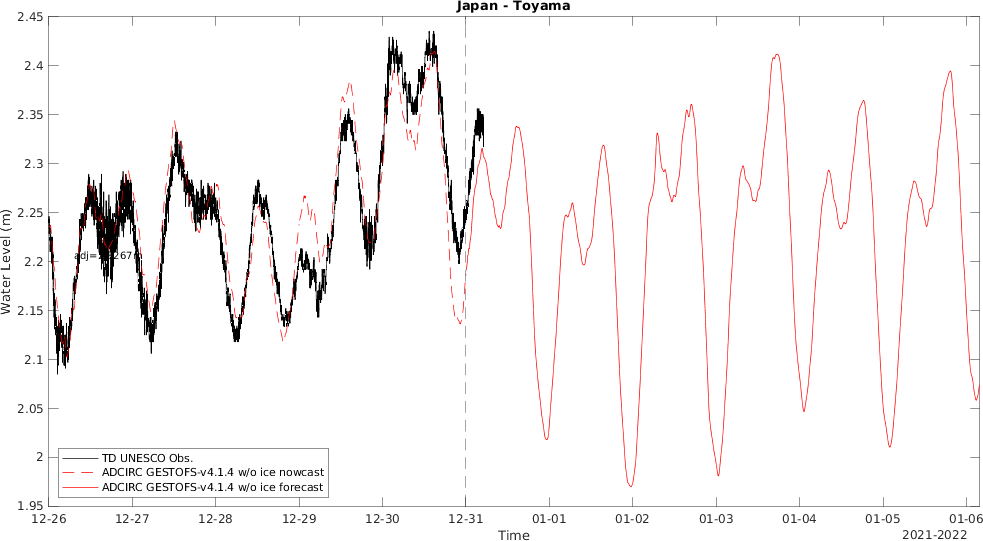 Japan - Toyama
2.45
2.4
2.35
2.3
2.25
2.2
2.15
2.1
2.05
2
1.95
Water Level (m)
TD UNESCO Obs.
ADCIRC GESTOFS-v4.1.4 w/o ice nowcast
ADCIRC GESTOFS-v4.1.4 w/o ice forecast
12-26 12-27 12-28 12-29 12-30 12-31 01-01 01-02 01-03 01-04 01-05 01-06
Time
2021-2022